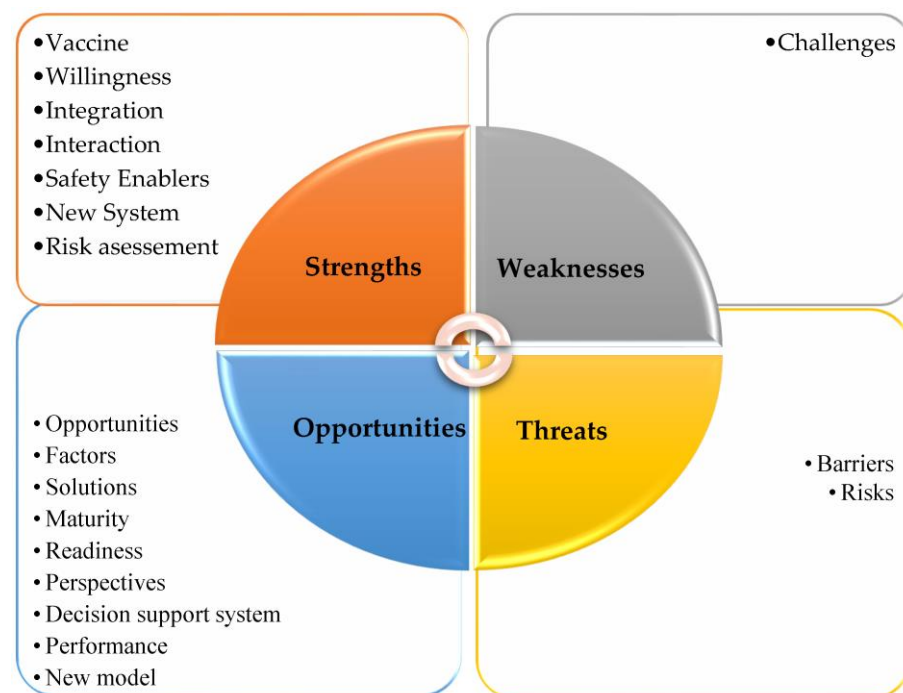 •Vaccine
•Willingness
•Integration
•Interaction
•Safety Enablers
•New System
•Risk asessement
•Challenges
Strengths
Weaknesses
Opportunities
Threats
• Opportunities
• Factors
• Solutions
• Maturity
• Readiness
• Perspectives
• Decision support system
• Performance
• New model
• Barriers
• Risks